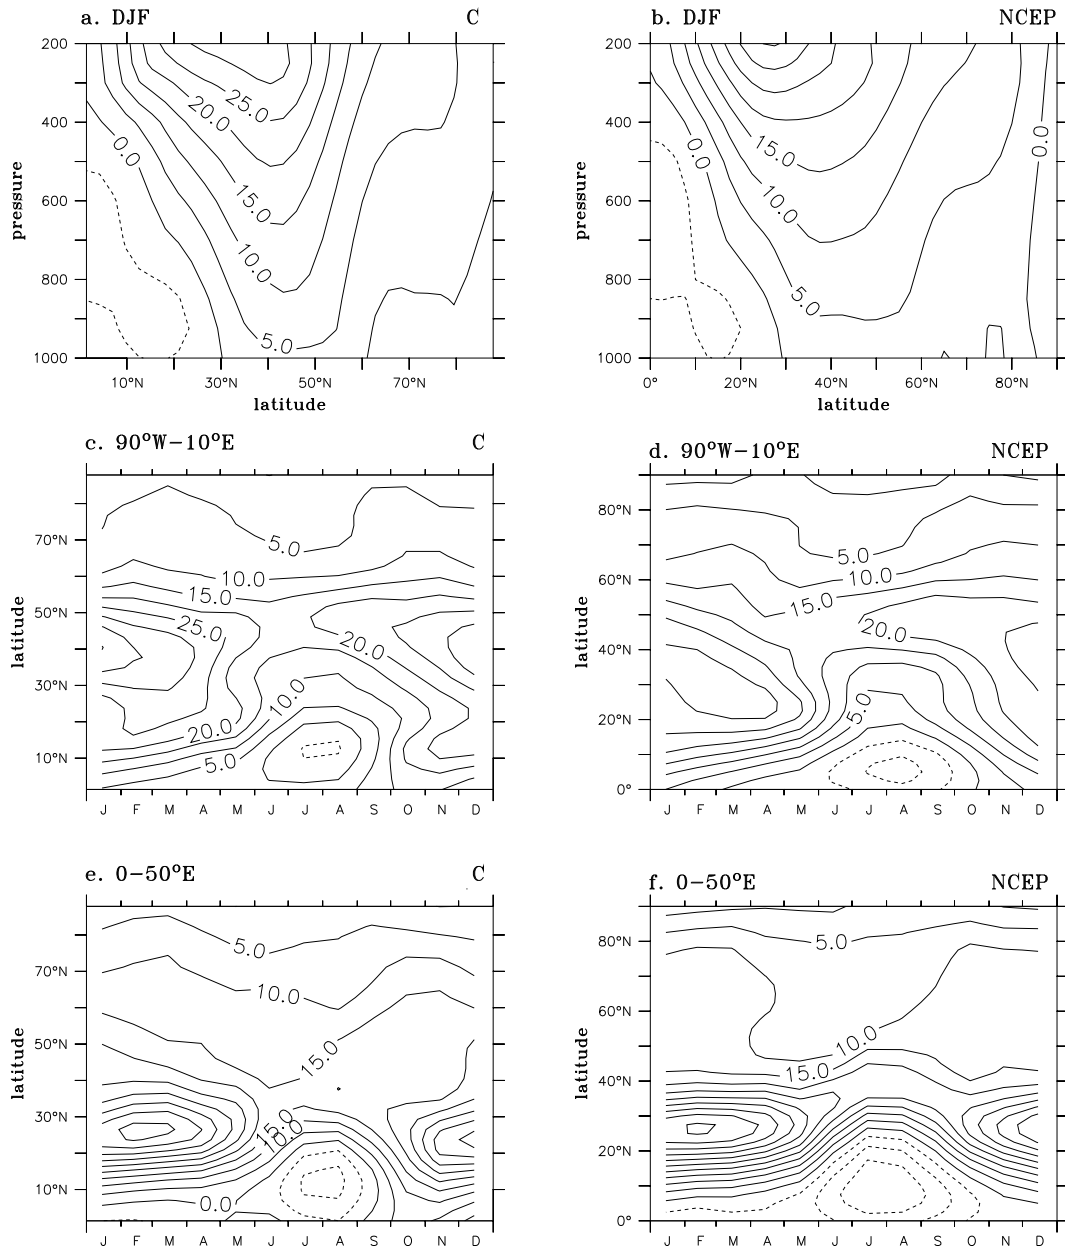 a. DJF C
200
400
600
800
1000
pressure
25.0
20.0
0.0
15.0
10.0
5.0
10°N 30°N 50°N 70°N
latitude
b. DJF NCEP
200
400
600
800
1000
pressure
0.0
15.0
0.0
10.0
5.0
0° 20°N 40°N 60°N 80°N
latitude
c. 90°W−10°E C
70°N
50°N
30°N
10°N
latitude
5.0
10.0
15.0
25.0
20.0
10.0
20.0
5.0
J F M A M J J A S O N D
d. 90°W−10°E NCEP
80°N
60°N
40°N
20°N
0°
latitude
5.0
10.0
15.0
20.0
5.0
J F M A M J J A S O N D
e. 0−50°E C
70°N
50°N
30°N
10°N
latitude
5.0
10.0
15.0
15.0
10.0
0.0
J F M A M J J A S O N D
f. 0−50°E NCEP
80°N
60°N
40°N
20°N
0°
latitude
5.0
10.0
15.0
J F M A M J J A S O N D